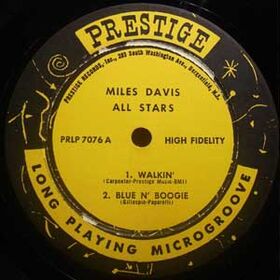 PRESTIGE
PRESTIGE RECORDS, Inc., 203 South Washington Ave., Bergenfield, N.J.
MILES DAVIS
ALL STARS
PRLP 7076 A HIGH FIDELITY
1. WALKIN'
(Carpenter-Prestige Music-BMI)
2. BLUE N' BOOGIE
(Gillespie-Paparelli)
LONG PLAYING MICROGROOVE